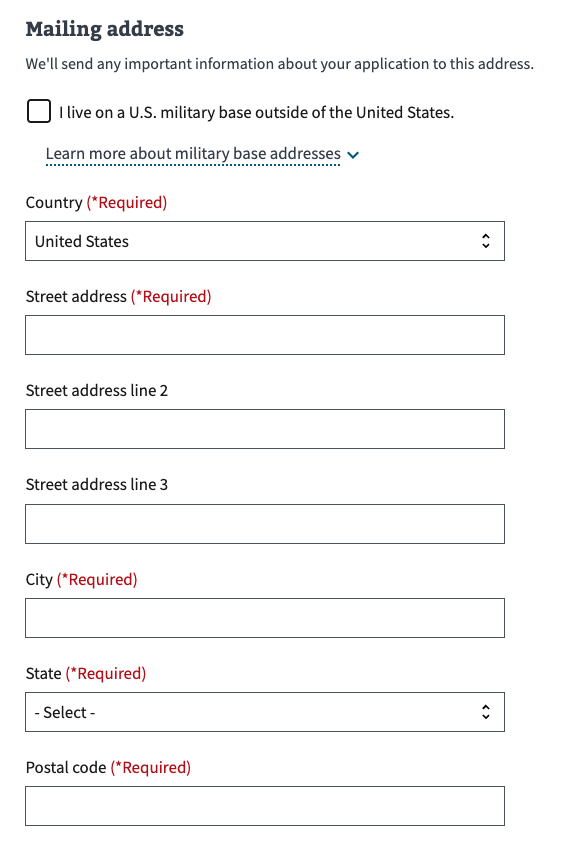 Mailing address
We'll send any important information about your application to this address.
I live on a U.S. military base outside of the United States.
Learn more about military base addresses
Country (*Required)
United States
Street address (*Required)
Street address line 2
Street address line 3
City (*Required)
State (*Required)
- Select -
Postal code (*Required)